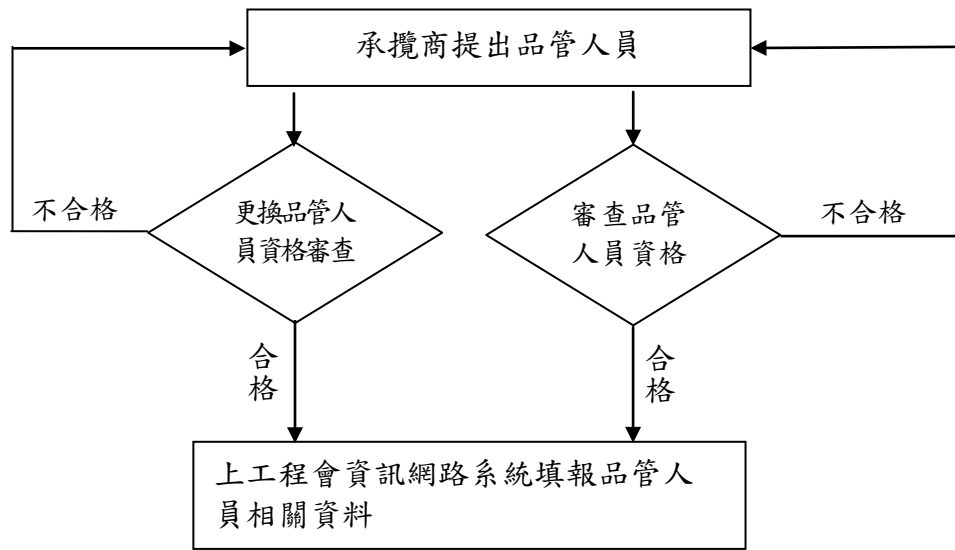 承攬商提出品管人員
不合格
更換品管人
員資格審查
審查品管
人員資格
不合格
合
格
合
格
上工程會資訊網路系統填報品管人
員相關資料